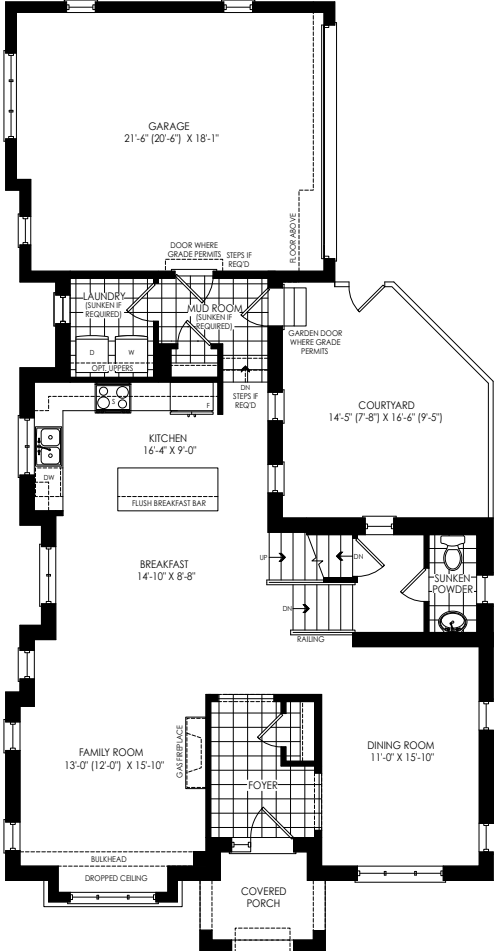 GARAGE
21'-6" (20'-6") X 18'-1"
FLOOR ABOVE
DOOR WHERE
GRADE PERMITS
STEPS IF
REQ'D
LAUNDRY
(SUNKEN IF
REQUIRED)
MUD ROOM
(SUNKEN IF
REQUIRED)
D
W
OPT. UPPERS
GARDEN DOOR
WHERE GRADE
PERMITS
DN
STEPS IF
REQ'D
S
F
COURTYARD
14'-5" (7'-8") X 16'-6" (9'-5")
KITCHEN
16'-4" X 9'-0"
DW
FLUSH BREAKFAST BAR
BREAKFAST
14'-10" X 8'-8"
UP
DN
SUNKEN
POWDER
DN
RAILING
GAS FIREPLACE
FAMILY ROOM
13'-0" (12'-0") X 15'-10"
DINING ROOM
11'-0" X 15'-10"
FOYER
BULKHEAD
DROPPED CEILING
COVERED
PORCH